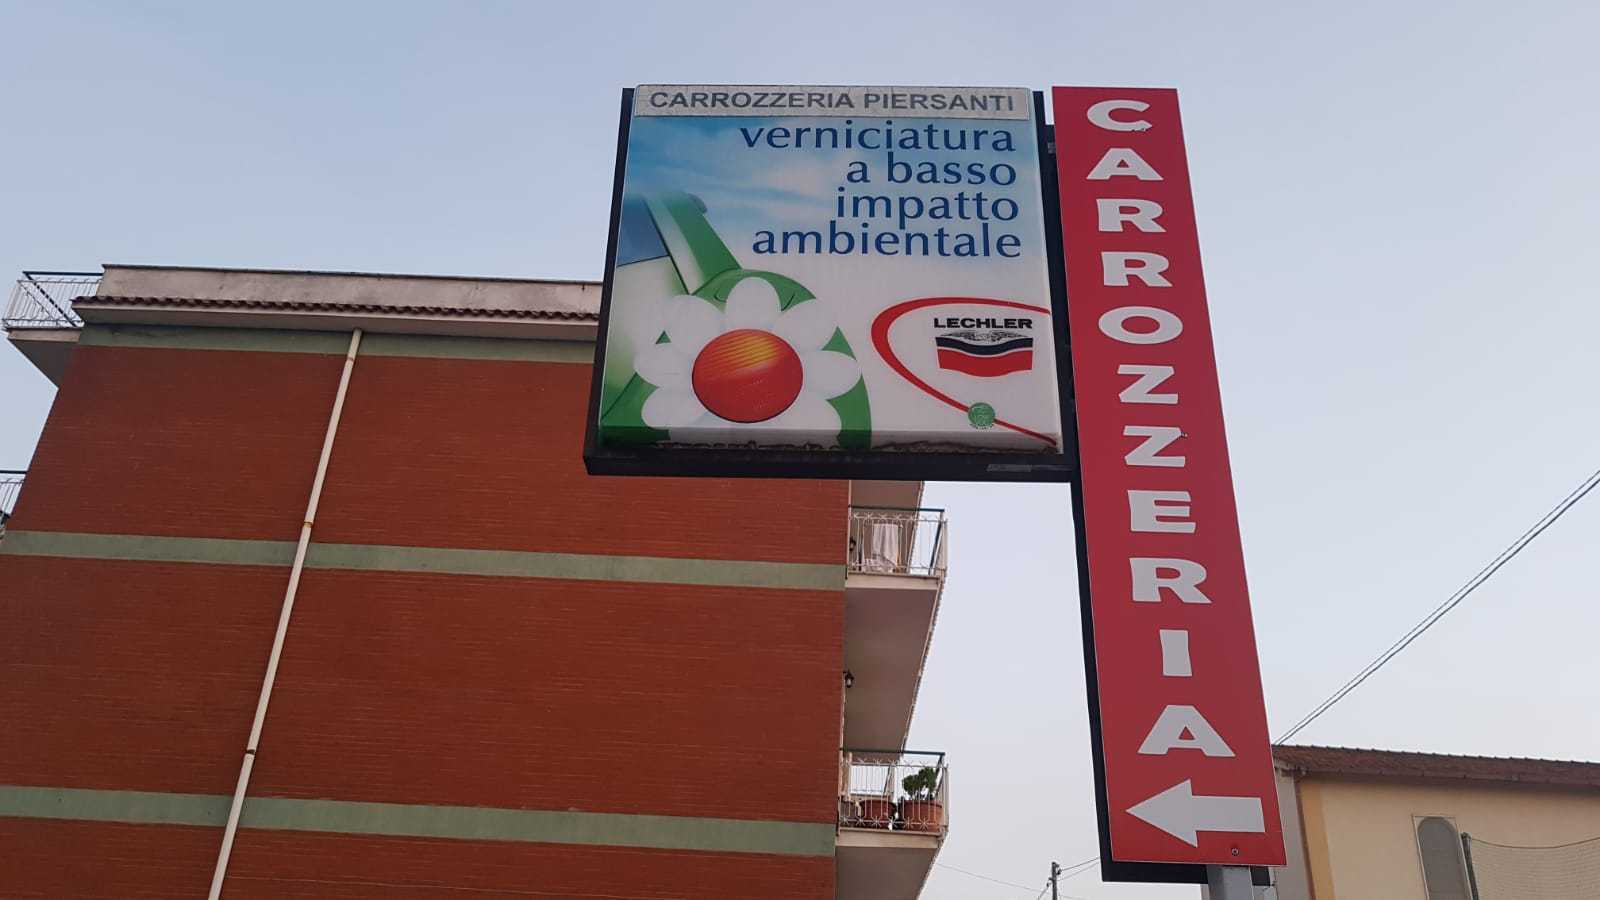 CARROZZERIA PIERSANTI
verniciatura
a basso
impatto
ambientale
LECHLER
CARROZZERIA